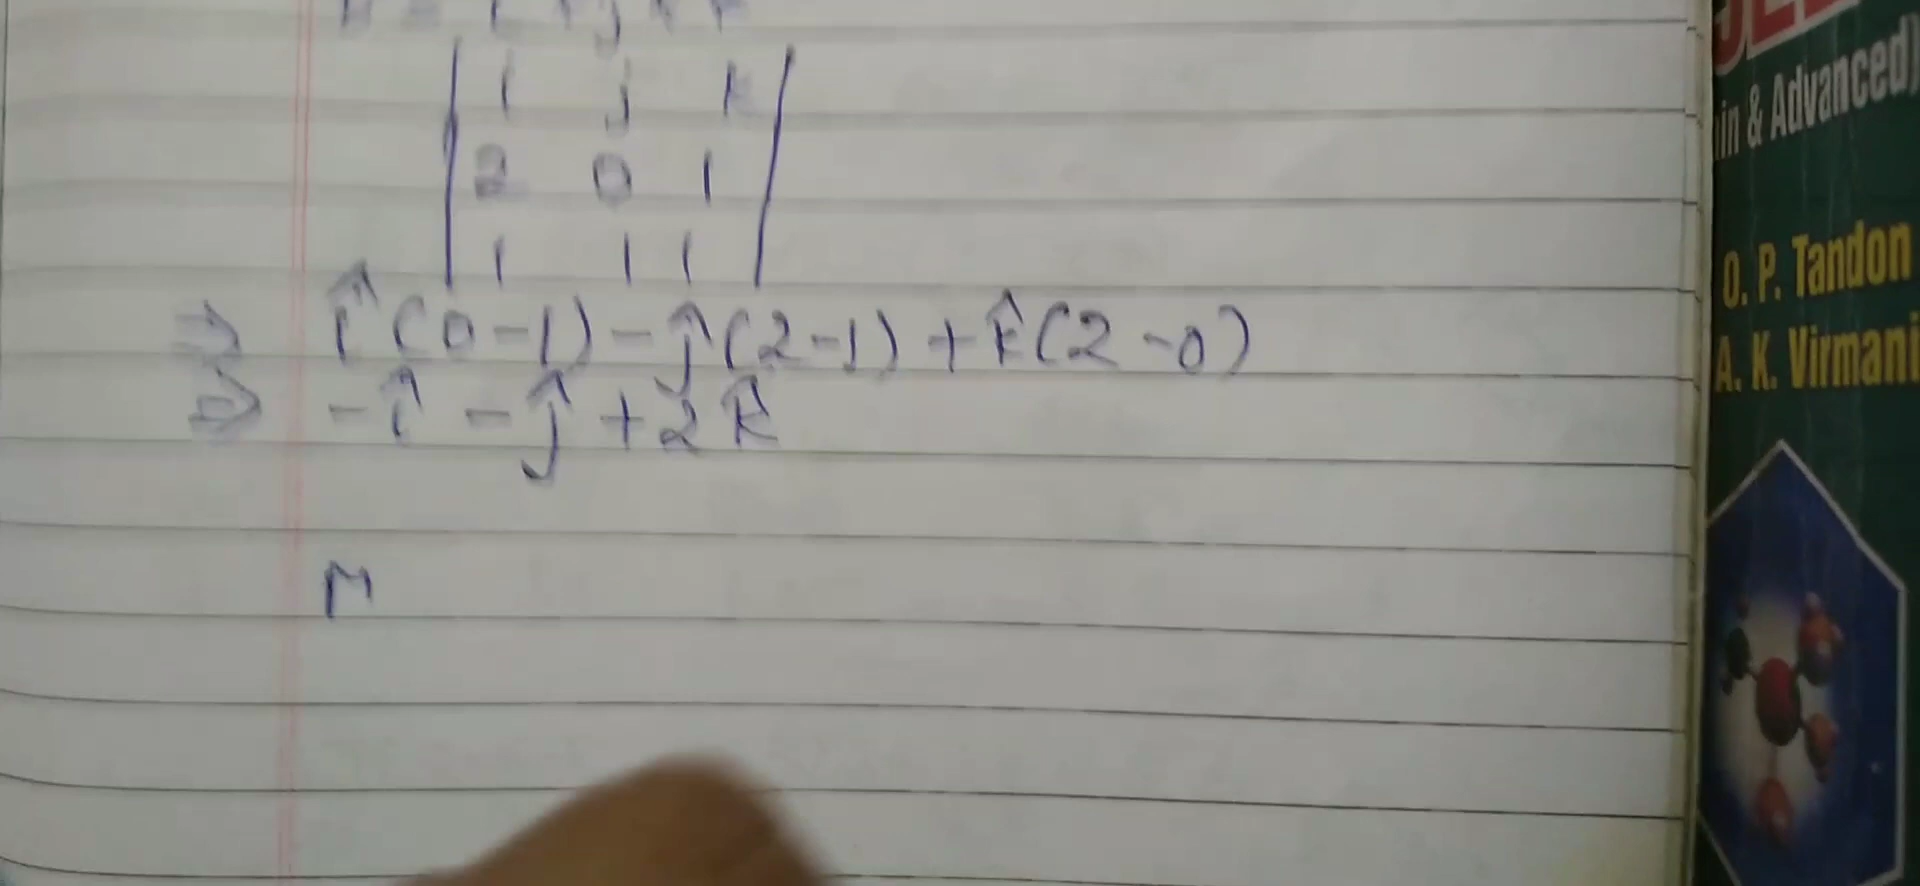 i j k
2 0 1
1 1 1
⇒ î(0-1) - ĵ(2-1) + k̂(2-0)
⇒ -î - ĵ + 2k̂
M
in & Advanced)
O. P. Tandon
A. K. Virmani